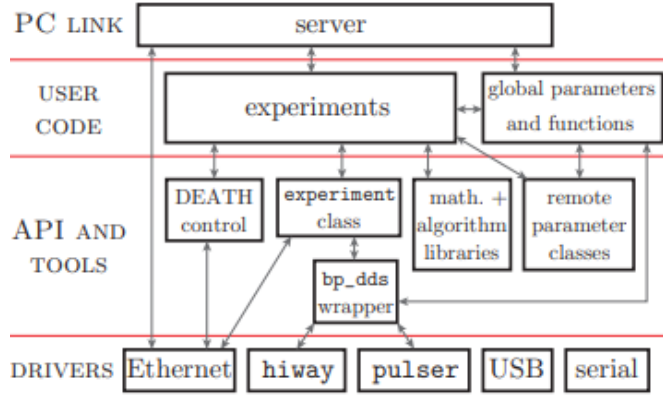 PC LINK
server
USER
CODE
experiments
global parameters
and functions
API AND
TOOLS
DEATH
control
experiment
class
math. +
algorithm
libraries
remote
parameter
classes
bp_dds
wrapper
DRIVERS
Ethernet
hiway
pulser
USB
serial